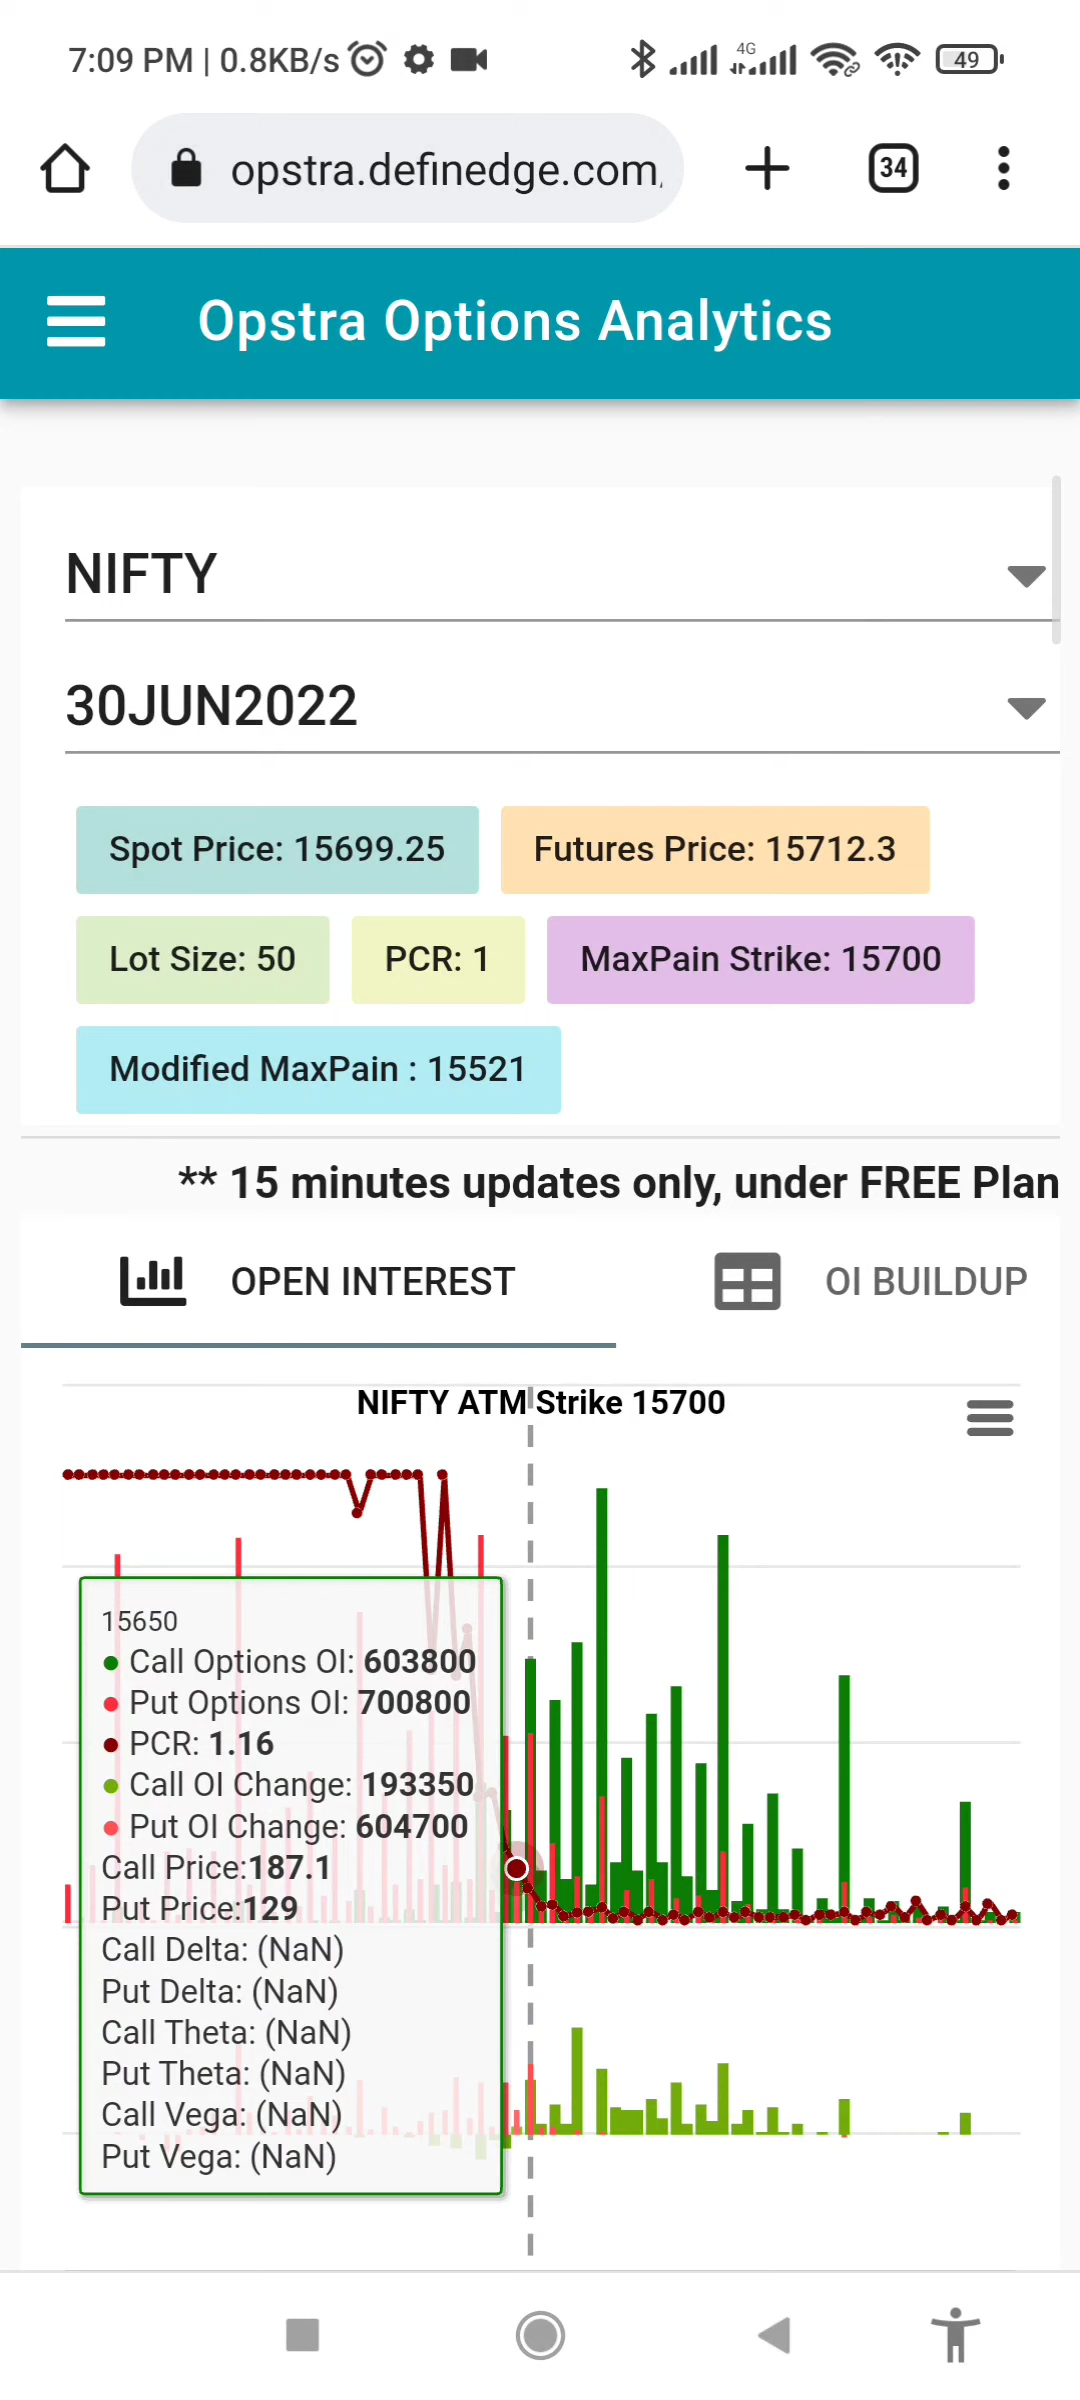 7:09 PM | 0.8KB/s 4G 49
opstra.definedge.com 34
Opstra Options Analytics
NIFTY
30JUN2022
Spot Price: 15699.25 Futures Price: 15712.3
Lot Size: 50 PCR: 1 MaxPain Strike: 15700
Modified MaxPain : 15521
** 15 minutes updates only, under FREE Plan
OPEN INTEREST OI BUILDUP
NIFTY ATM Strike 15700
15650
Call Options OI: 603800
Put Options OI: 700800
PCR: 1.16
Call OI Change: 193350
Put OI Change: 604700
Call Price:187.1
Put Price:129
Call Delta: (NaN)
Put Delta: (NaN)
Call Theta: (NaN)
Put Theta: (NaN)
Call Vega: (NaN)
Put Vega: (NaN)